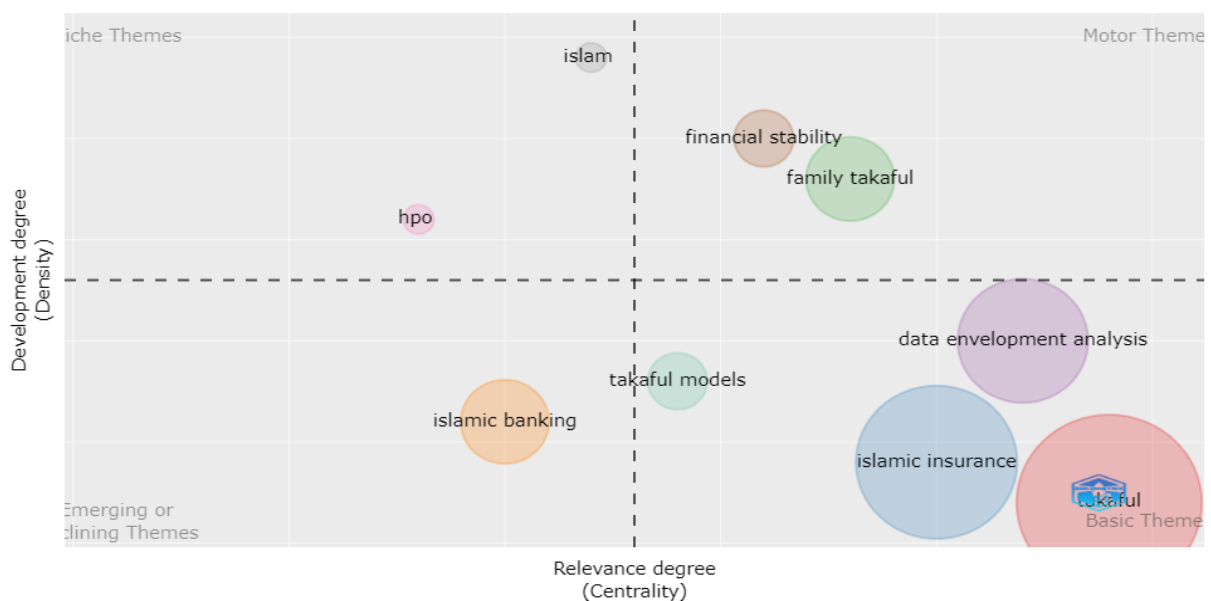 iche Themes
Motor Theme
islam
financial stability
family takaful
hpo
Development degree
(Density)
data envelopment analysis
takaful models
islamic banking
islamic insurance
takaful
Emerging or
clining Themes
Basic Theme
Relevance degree
(Centrality)